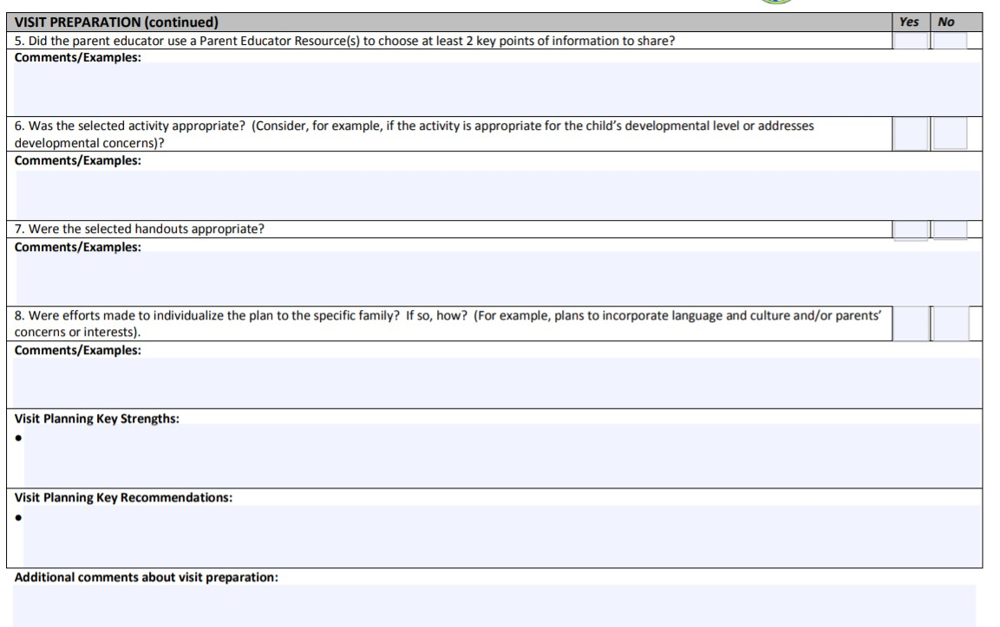 VISIT PREPARATION (continued) Yes No
5. Did the parent educator use a Parent Educator Resource(s) to choose at least 2 key points of information to share?
Comments/Examples:
6. Was the selected activity appropriate? (Consider, for example, if the activity is appropriate for the child’s developmental level or addresses
developmental concerns)?
Comments/Examples:
7. Were the selected handouts appropriate?
Comments/Examples:
8. Were efforts made to individualize the plan to the specific family? If so, how? (For example, plans to incorporate language and culture and/or parents’
concerns or interests).
Comments/Examples:
Visit Planning Key Strengths:
•
Visit Planning Key Recommendations:
•
Additional comments about visit preparation: